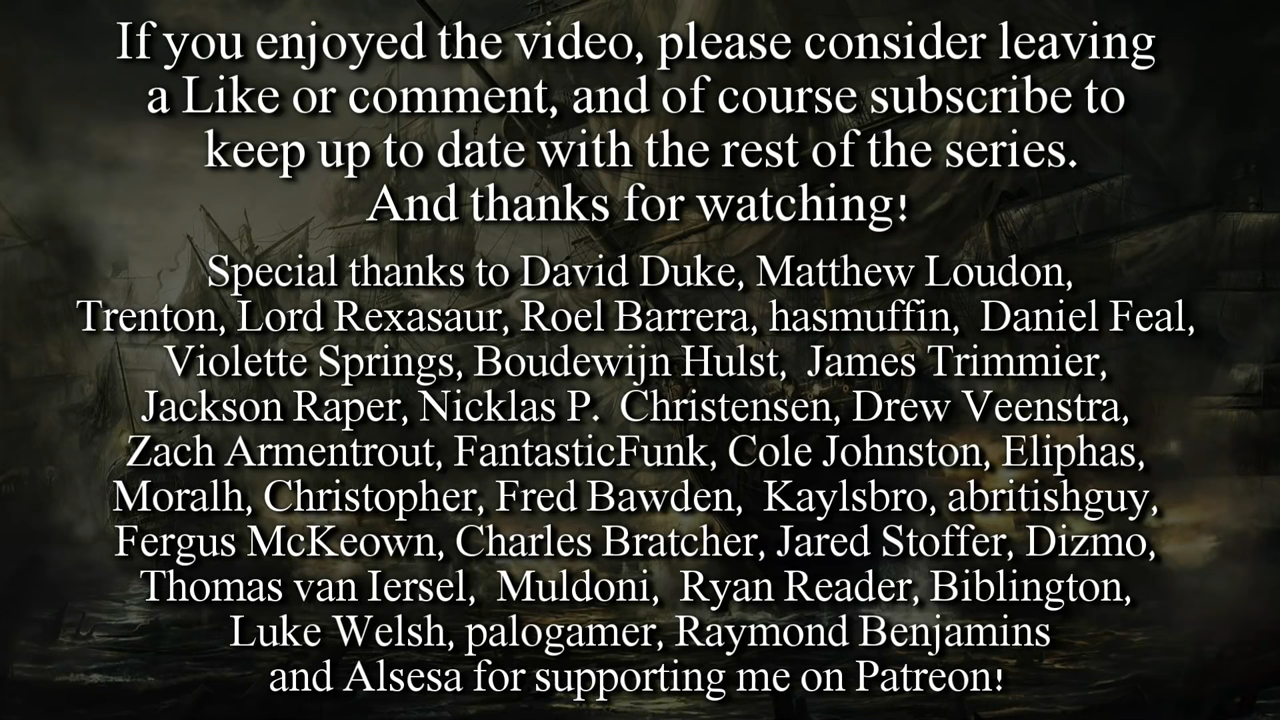 If you enjoyed the video, please consider leaving
a Like or comment, and of course subscribe to
keep up to date with the rest of the series.
And thanks for watching!
Special thanks to David Duke, Matthew Loudon,
Trenton, Lord Rexasaur, Roel Barrera, hasmuffin, Daniel Feal,
Violette Springs, Boudewijn Hulst, James Trimmier,
Jackson Raper, Nicklas P. Christensen, Drew Veenstra,
Zach Armentrout, FantasticFunk, Cole Johnston, Eliphas,
Moralh, Christopher, Fred Bawden, Kaylsbro, abritishguy,
Fergus McKeown, Charles Bratcher, Jared Stoffer, Dizmo,
Thomas van Iersel, Muldoni, Ryan Reader, Biblington,
Luke Welsh, palogamer, Raymond Benjamins
and Alsesa for supporting me on Patreon!